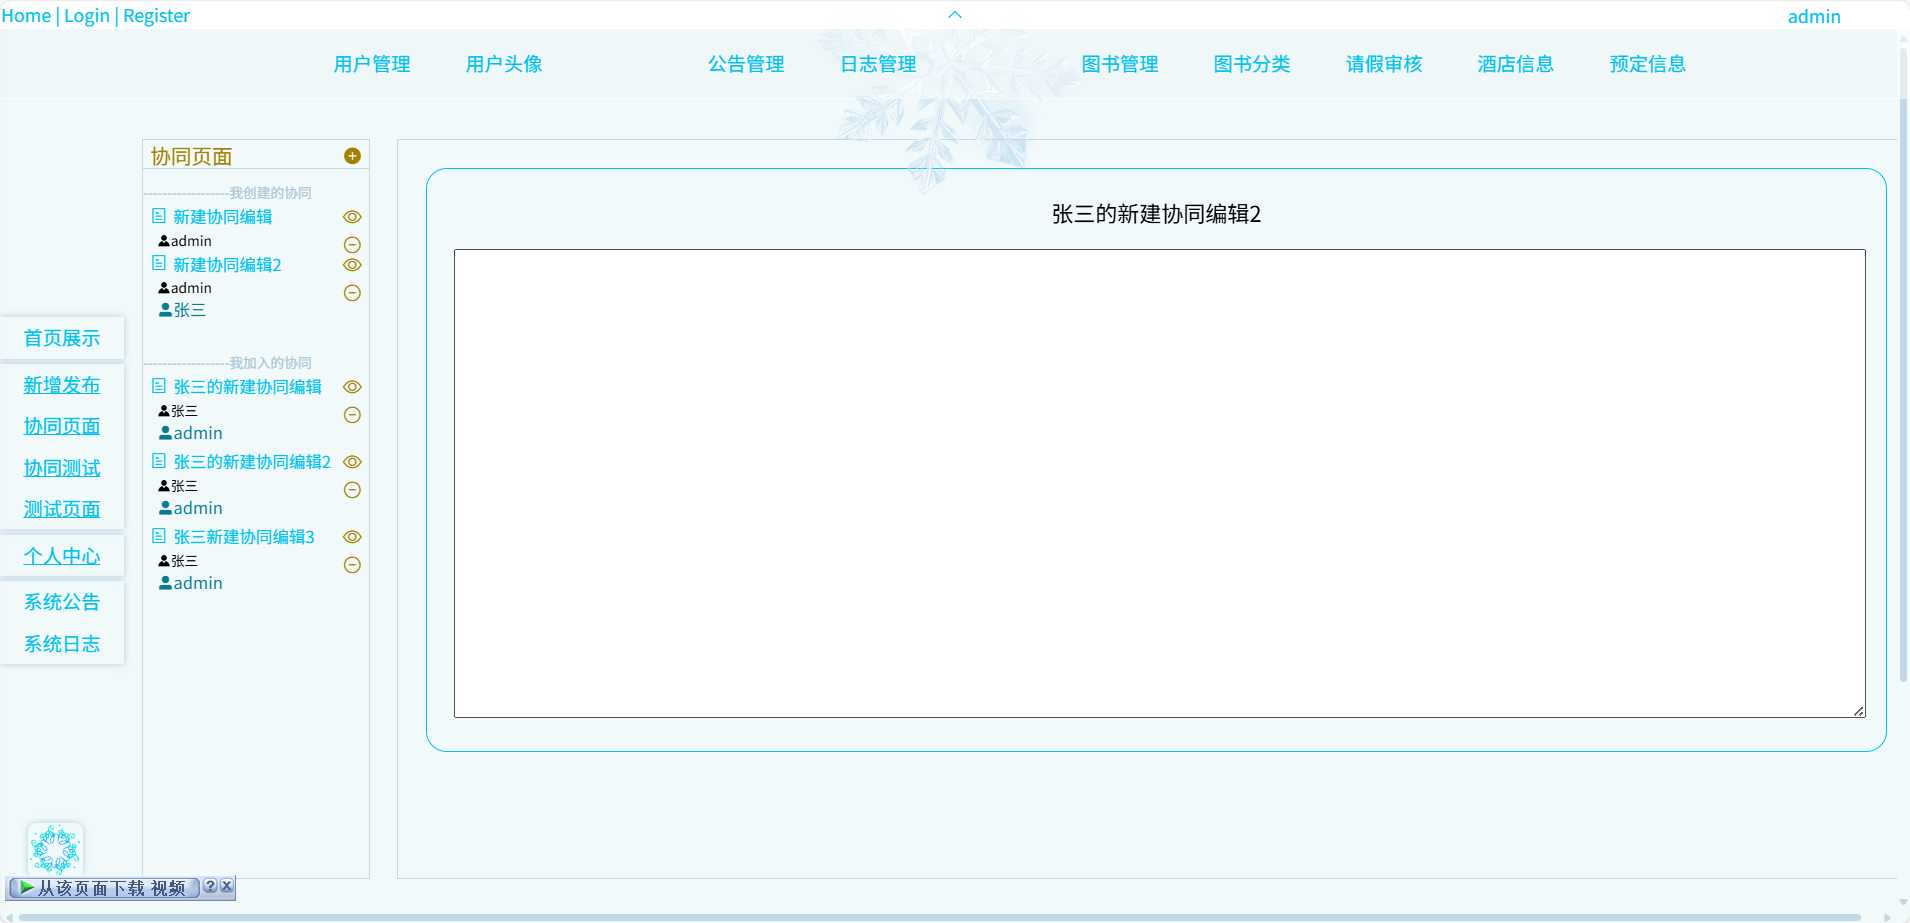 Home | Login | Register
admin
用户管理 用户头像 公告管理 日志管理 图书管理 图书分类 请假审核 酒店信息 预定信息
首页展示
新增发布
协同页面
协同测试
测试页面
个人中心
系统公告
系统日志
协同页面
------------------我创建的协同
新建协同编辑
admin
新建协同编辑2
admin
张三
------------------我加入的协同
张三的新建协同编辑
张三
admin
张三的新建协同编辑2
张三
admin
张三新建协同编辑3
张三
admin
张三的新建协同编辑2
从该页面下载 视频 ? X